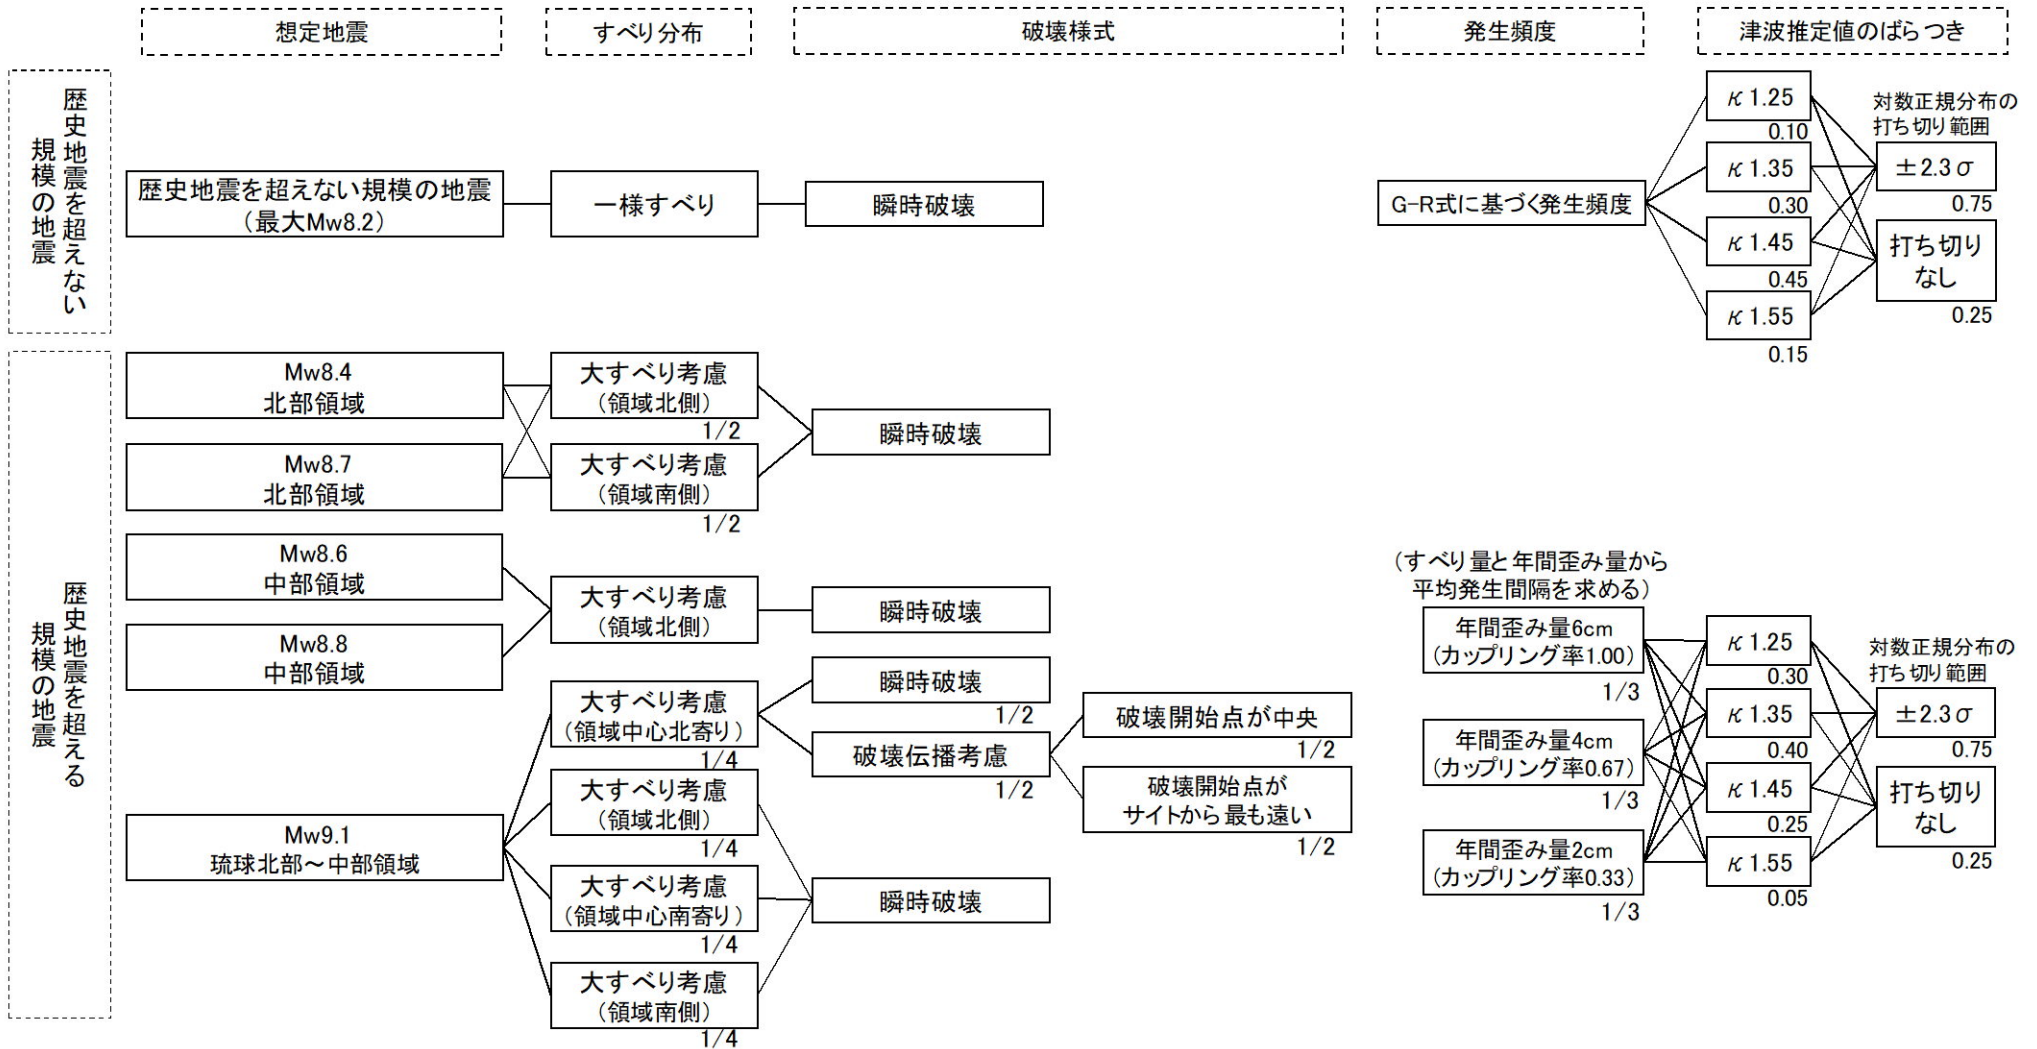 想定地震
すべり分布
破壊様式
発生頻度
津波推定値のばらつき
歴史地震を超えない
規模の地震
歴史地震を超えない規模の地震
(最大Mw8.2)
一様すべり
瞬時破壊
G-R式に基づく発生頻度
κ1.25
0.10
κ1.35
0.30
κ1.45
0.45
κ1.55
0.15
対数正規分布の
打ち切り範囲
±2.3σ
0.75
打ち切り
なし
0.25
歴史地震を超える
規模の地震
Mw8.4
北部領域
Mw8.7
北部領域
大すべり考慮
(領域北側)
1/2
大すべり考慮
(領域南側)
1/2
瞬時破壊
Mw8.6
中部領域
Mw8.8
中部領域
大すべり考慮
(領域北側)
瞬時破壊
Mw9.1
琉球北部～中部領域
大すべり考慮
(領域中心北寄り)
1/4
大すべり考慮
(領域北側)
1/4
大すべり考慮
(領域中心南寄り)
1/4
大すべり考慮
(領域南側)
1/4
瞬時破壊
1/2
破壊伝播考慮
1/2
破壊開始点が中央
1/2
破壊開始点が
サイトから最も遠い
1/2
瞬時破壊
(すべり量と年間歪み量から
平均発生間隔を求める)
年間歪み量6cm
(カップリング率1.00)
1/3
年間歪み量4cm
(カップリング率0.67)
1/3
年間歪み量2cm
(カップリング率0.33)
1/3
κ1.25
0.30
κ1.35
0.40
κ1.45
0.25
κ1.55
0.05
対数正規分布の
打ち切り範囲
±2.3σ
0.75
打ち切り
なし
0.25